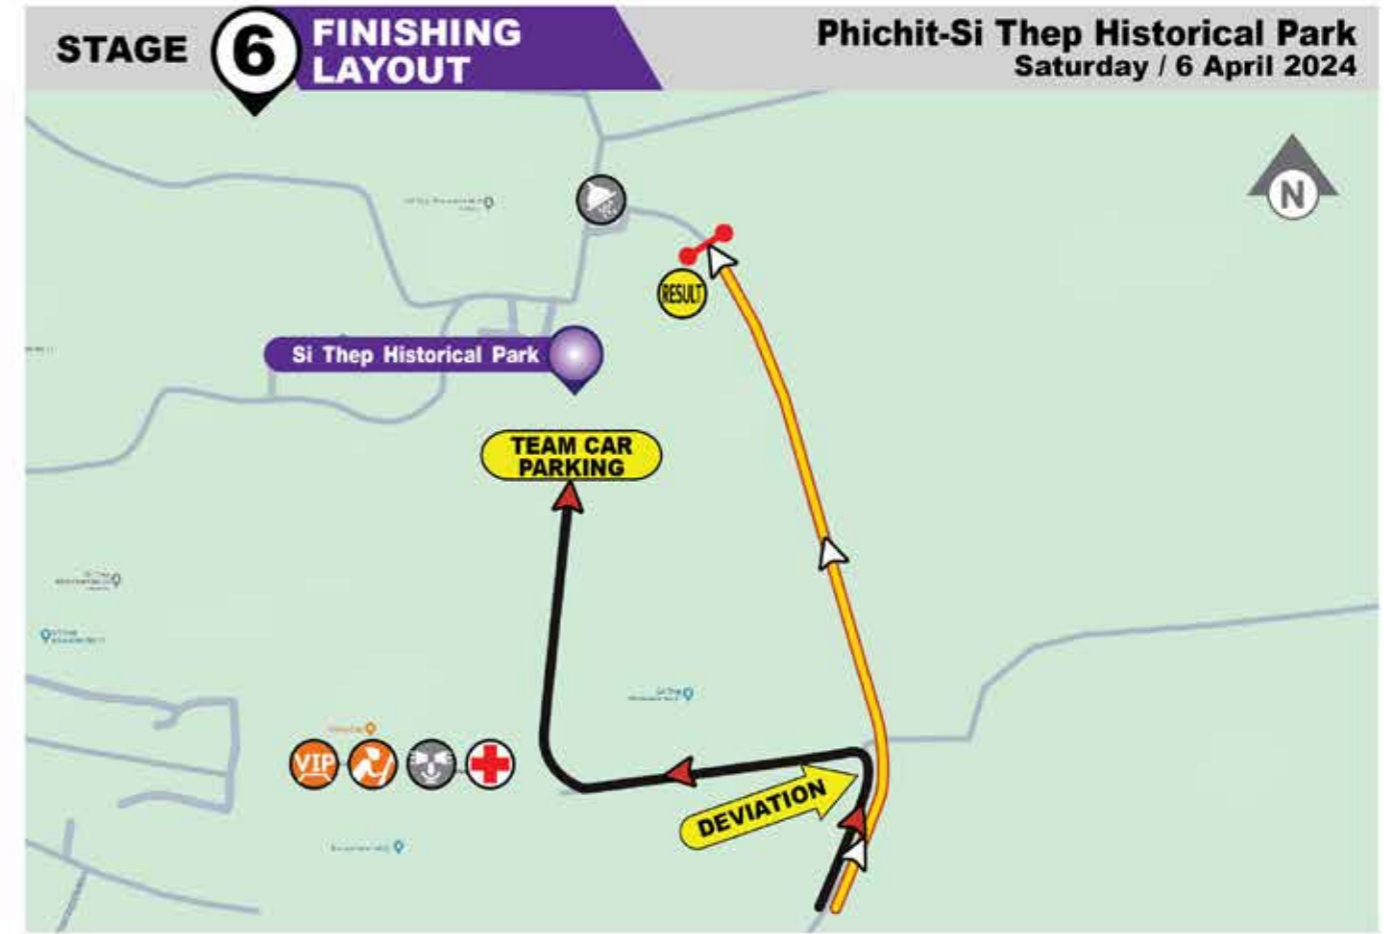 STAGE
6
FINISHING
LAYOUT
Phichit-Si Thep Historical Park
Saturday / 6 April 2024
N
RESULT
Si Thep Historical Park
TEAM CAR
PARKING
VIP
DEVIATION